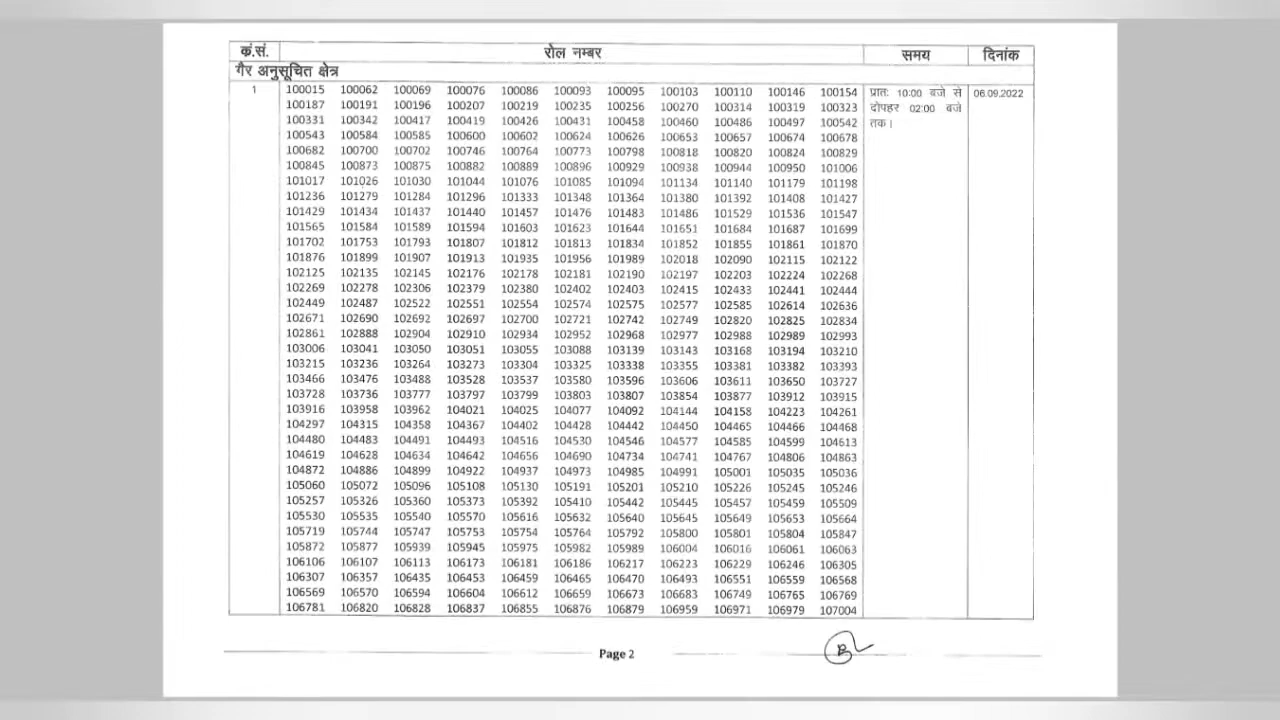 कं.सं. रोल नम्बर समय दिनांक
गैर अनुसूचित क्षेत्र
1 100015 100062 100069 100076 100086 100093 100095 100103 100110 100146 100154 प्रातः 10:00 बजे से 06.09.2022
100187 100191 100196 100207 100219 100235 100256 100270 100314 100319 100323 दोपहर 02:00 बजे
100331 100342 100417 100419 100426 100431 100458 100460 100486 100497 100542 तक।
100543 100584 100585 100600 100602 100624 100626 100653 100657 100674 100678
100682 100700 100702 100746 100764 100773 100798 100818 100820 100824 100829
100845 100873 100875 100882 100889 100896 100929 100938 100944 100950 101006
101017 101026 101030 101044 101076 101085 101094 101134 101140 101179 101198
101236 101279 101284 101296 101333 101348 101364 101380 101392 101408 101427
101429 101434 101437 101440 101457 101476 101483 101486 101529 101536 101547
101565 101584 101589 101594 101603 101623 101644 101651 101684 101687 101699
101702 101753 101793 101807 101812 101813 101834 101852 101855 101861 101870
101876 101899 101907 101913 101935 101956 101989 102018 102090 102115 102122
102125 102135 102145 102176 102178 102181 102190 102197 102203 102224 102268
102269 102278 102306 102379 102380 102402 102403 102415 102433 102441 102444
102449 102487 102522 102551 102554 102574 102575 102577 102585 102614 102636
102671 102690 102692 102697 102700 102721 102742 102749 102820 102825 102834
102861 102888 102904 102910 102934 102952 102968 102977 102988 102989 102993
103006 103041 103050 103051 103055 103088 103139 103143 103168 103194 103210
103215 103236 103264 103273 103304 103325 103338 103355 103381 103382 103393
103466 103476 103488 103528 103537 103580 103596 103606 103611 103650 103727
103728 103736 103777 103797 103799 103803 103807 103854 103877 103912 103915
103916 103958 103962 104021 104025 104077 104092 104144 104158 104223 104261
104297 104315 104358 104367 104402 104428 104442 104450 104465 104466 104468
104480 104483 104491 104493 104516 104530 104546 104577 104585 104599 104613
104619 104628 104634 104642 104656 104690 104734 104741 104767 104806 104863
104872 104886 104899 104922 104937 104973 104985 104991 105001 105035 105036
105060 105072 105096 105108 105130 105191 105201 105210 105226 105245 105246
105257 105326 105360 105373 105392 105410 105442 105445 105457 105459 105509
105530 105535 105540 105570 105616 105632 105640 105645 105649 105653 105664
105719 105744 105747 105753 105754 105764 105792 105800 105801 105804 105847
105872 105877 105939 105945 105975 105982 105989 106004 106016 106061 106063
106106 106107 106113 106173 106181 106186 106217 106223 106229 106246 106305
106307 106357 106435 106453 106459 106465 106470 106493 106551 106559 106568
106569 106570 106594 106604 106612 106659 106673 106683 106749 106765 106769
106781 106820 106828 106837 106855 106876 106879 106959 106971 106979 107004
Page 2